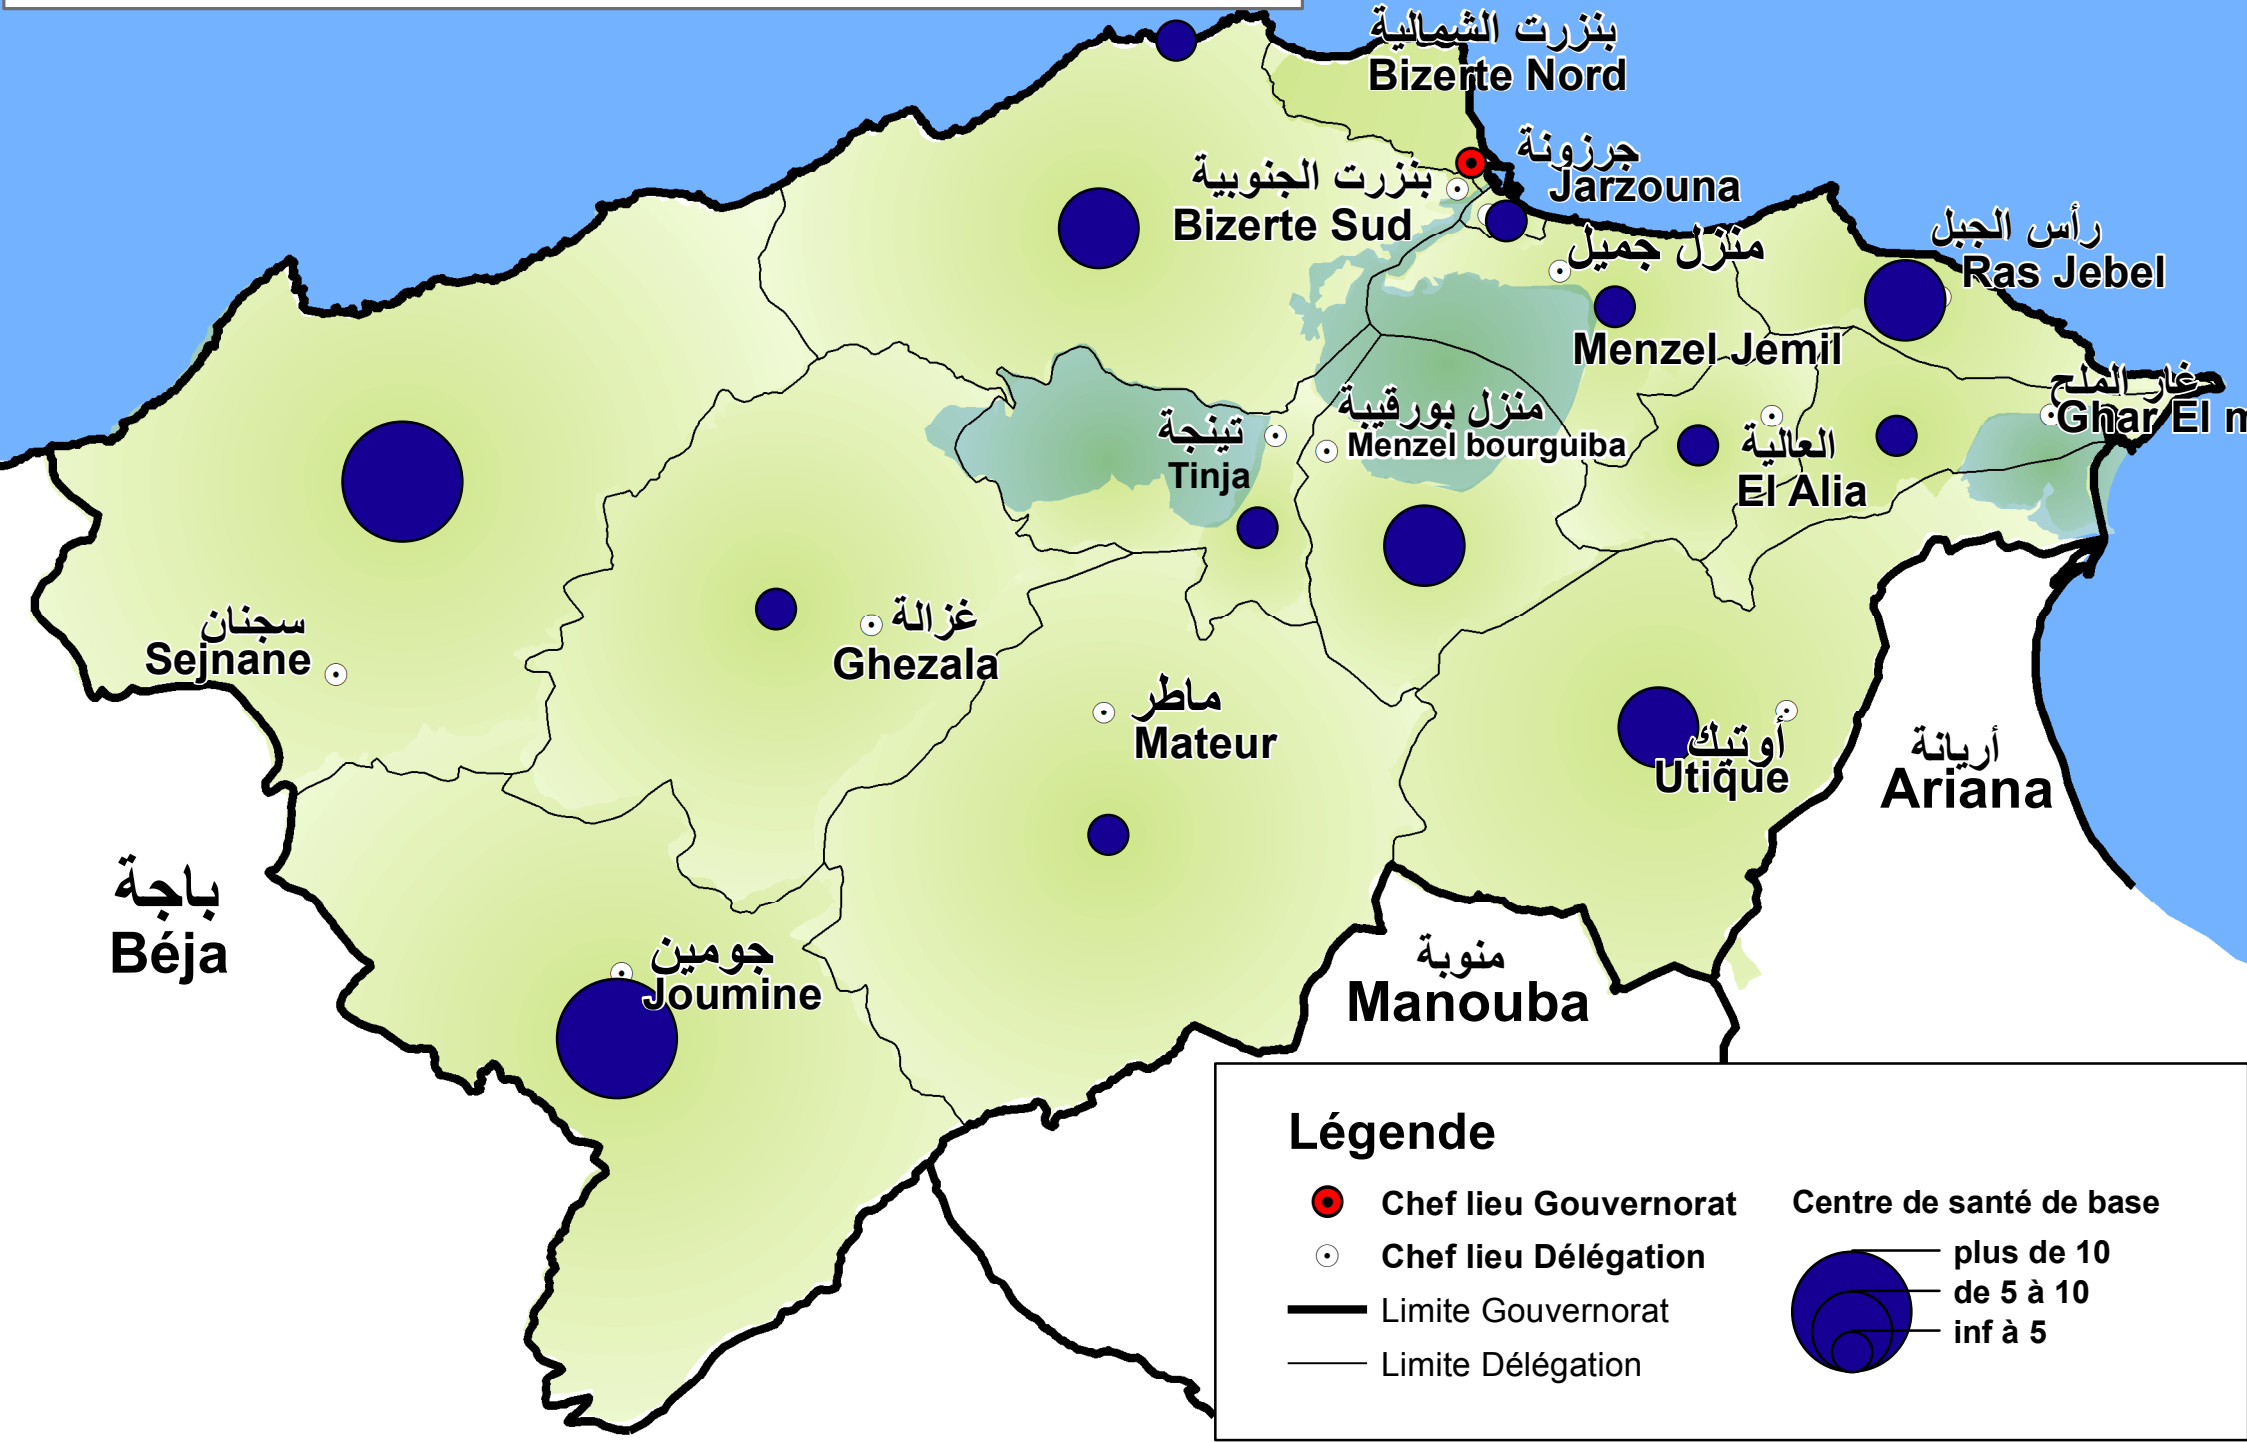 بنزرت الشمالية
Bizerte Nord
جرزونة
Jarzouna
بنزرت الجنوبية
Bizerte Sud
منزل جميل
Menzel Jemil
رأس الجبل
Ras Jebel
غار الملح
Ghar El m
منزل بورقيبة
Menzel bourguiba
تينجة
Tinja
العالية
El Alia
سجنان
Sejnane
غزالة
Ghezala
ماطر
Mateur
أوتيك
Utique
أريانة
Ariana
باجة
Béja
جومين
Joumine
منوبة
Manouba
Légende
Chef lieu Gouvernorat
Chef lieu Délégation
Limite Gouvernorat
Limite Délégation
Centre de santé de base
plus de 10
de 5 à 10
inf à 5